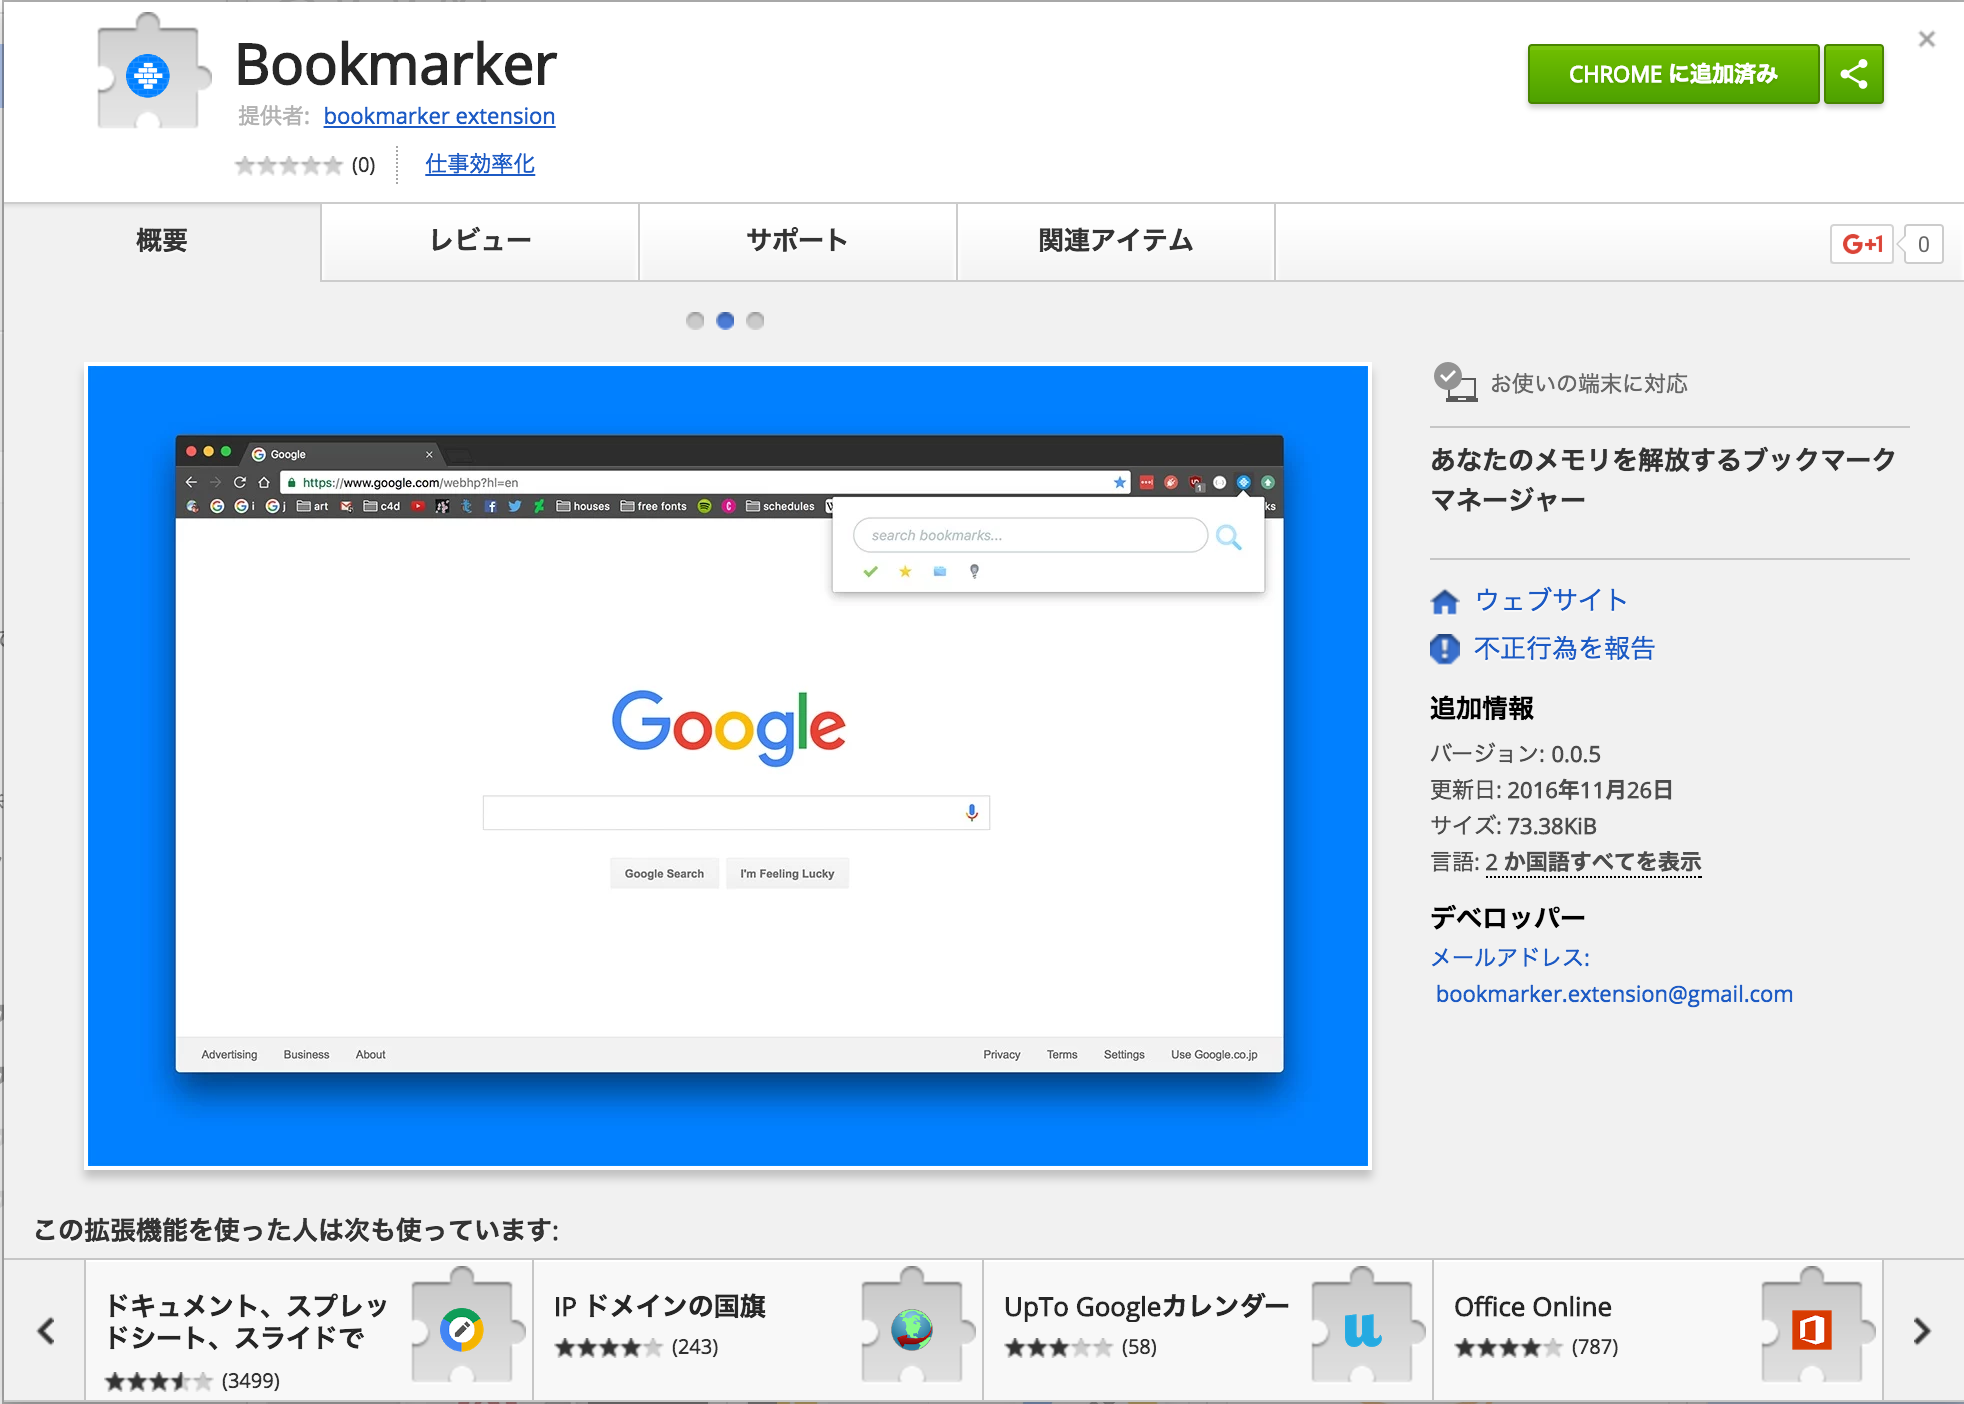 Bookmarker
提供者: bookmarker extension
(0)
仕事効率化
CHROME に追加済み
概要
レビュー
サポート
関連アイテム
G+1
0
Google
https://www.google.com/webhp?hl=en
i
j
art
c4d
houses
free fonts
schedules
ks
search bookmarks...
Google
Google Search
I'm Feeling Lucky
Advertising
Business
About
Privacy
Terms
Settings
Use Google.co.jp
お使いの端末に対応
あなたのメモリを解放するブックマーク
マネージャー
ウェブサイト
不正行為を報告
追加情報
バージョン: 0.0.5
更新日: 2016年11月26日
サイズ: 73.38KiB
言語: 2 か国語すべてを表示
デベロッパー
メールアドレス:
bookmarker.extension@gmail.com
この拡張機能を使った人は次も使っています:
ドキュメント、スプレッ
ドシート、スライドで
(3499)
IP ドメインの国旗
(243)
UpTo Googleカレンダー
(58)
u
Office Online
(787)